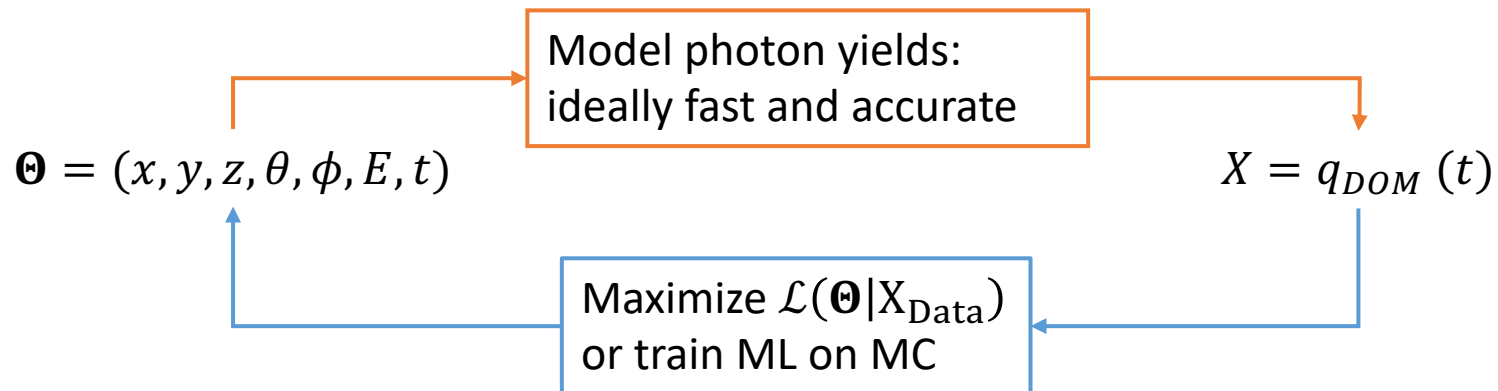 Model photon yields:
ideally fast and accurate
𝚯 = (x, y, z, θ, ϕ, E, t)
X = q_DOM (t)
Maximize ℒ(𝚯|X_Data)
or train ML on MC